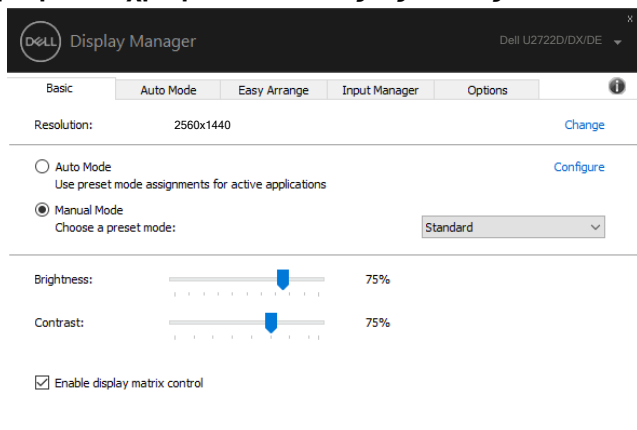 DELL Display Manager
Dell U2722D/DX/DE
x
Basic Auto Mode Easy Arrange Input Manager Options i
Resolution: 2560x1440 Change
Auto Mode Configure
Use preset mode assignments for active applications
Manual Mode
Choose a preset mode: Standard
Brightness: 75%
Contrast: 75%
Enable display matrix control